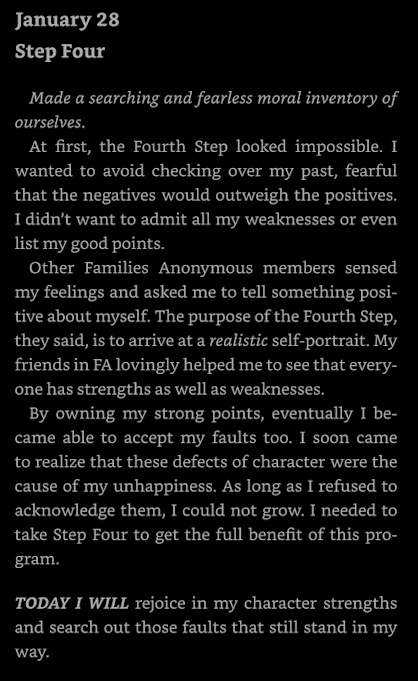 January 28
Step Four
Made a searching and fearless moral inventory of
ourselves.
At first, the Fourth Step looked impossible. I
wanted to avoid checking over my past, fearful
that the negatives would outweigh the positives.
I didn’t want to admit all my weaknesses or even
list my good points.
Other Families Anonymous members sensed
my feelings and asked me to tell something posi-
tive about myself. The purpose of the Fourth Step,
they said, is to arrive at a realistic self-portrait. My
friends in FA lovingly helped me to see that every-
one has strengths as well as weaknesses.
By owning my strong points, eventually I be-
came able to accept my faults too. I soon came
to realize that these defects of character were the
cause of my unhappiness. As long as I refused to
acknowledge them, I could not grow. I needed to
take Step Four to get the full benefit of this pro-
gram.
TODAY I WILL rejoice in my character strengths
and search out those faults that still stand in my
way.